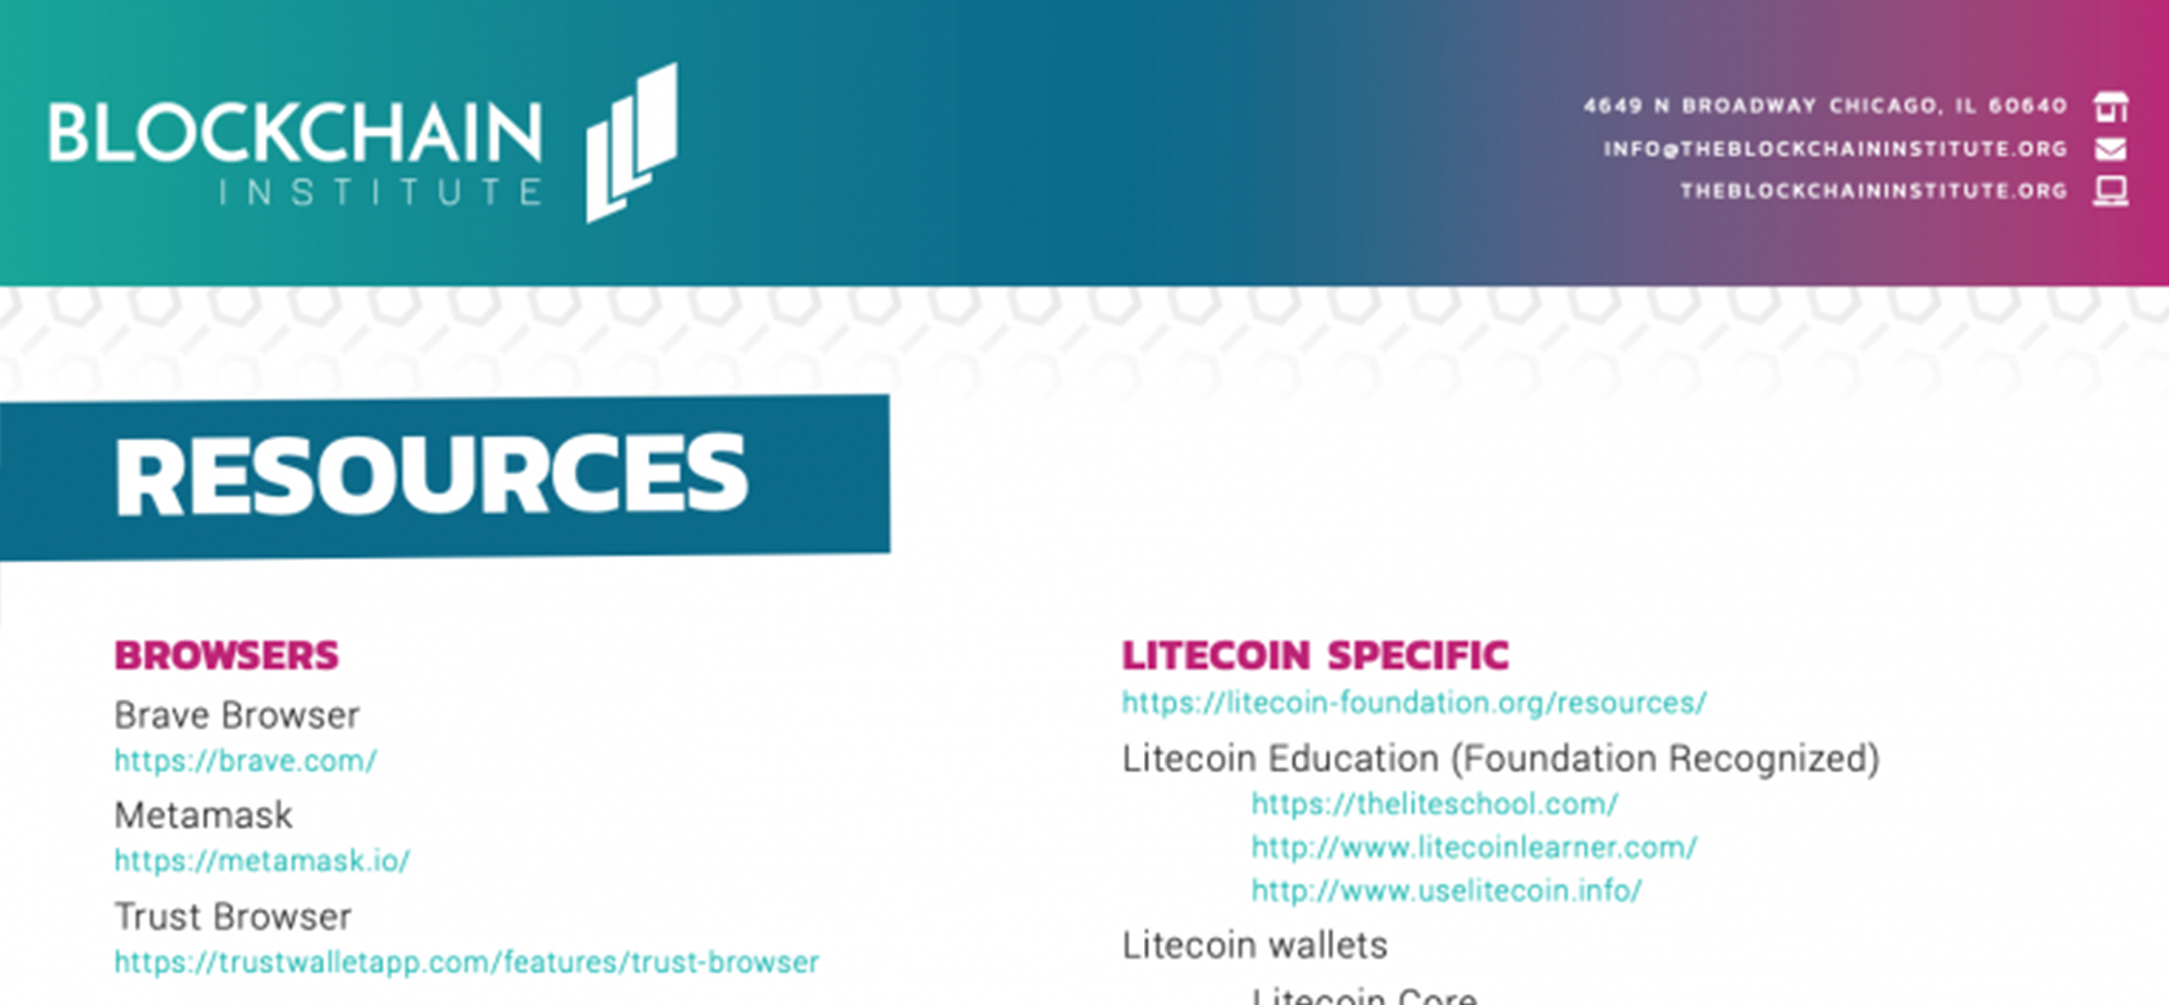 BLOCKCHAIN
INSTITUTE
4649 N BROADWAY CHICAGO, IL 60640
INFO@THEBLOCKCHAININSTITUTE.ORG
THEBLOCKCHAININSTITUTE.ORG
RESOURCES
BROWSERS
Brave Browser
https://brave.com/
Metamask
https://metamask.io/
Trust Browser
https://trustwalletapp.com/features/trust-browser
LITECOIN SPECIFIC
https://litecoin-foundation.org/resources/
Litecoin Education (Foundation Recognized)
https://theliteschool.com/
http://www.litecoinlearner.com/
http://www.uselitecoin.info/
Litecoin wallets
Litecoin Core